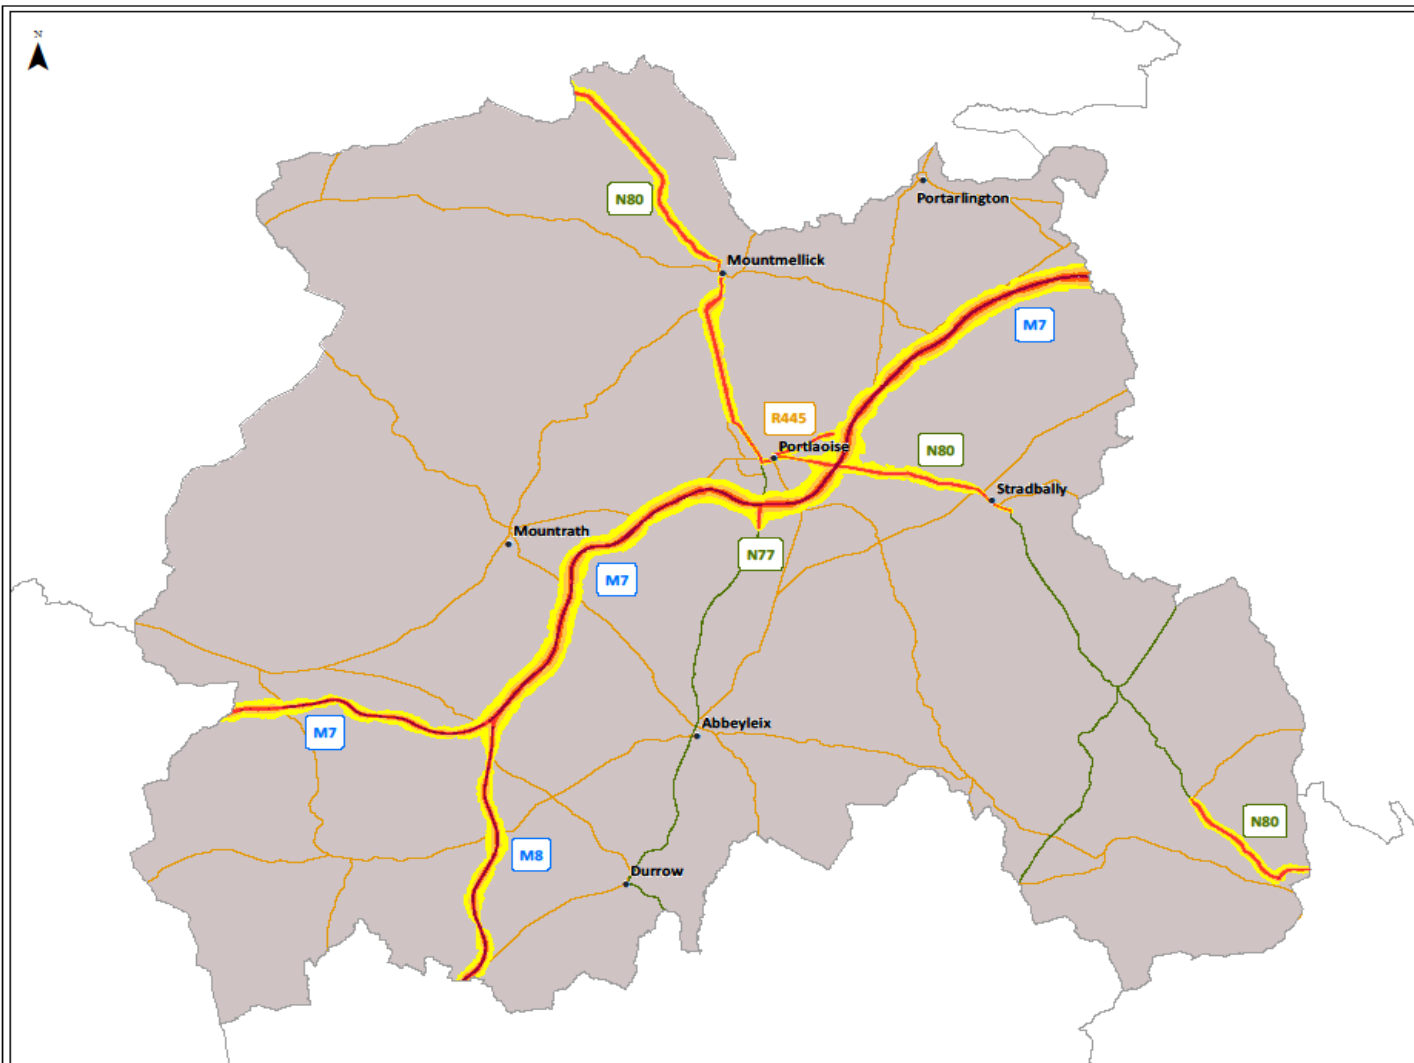 N
N80
Portarlington
Mountmellick
M7
R445
Portlaoise
N80
Stradbally
Mountrath
N77
M7
Abbeyleix
M7
N80
M8
Durrow